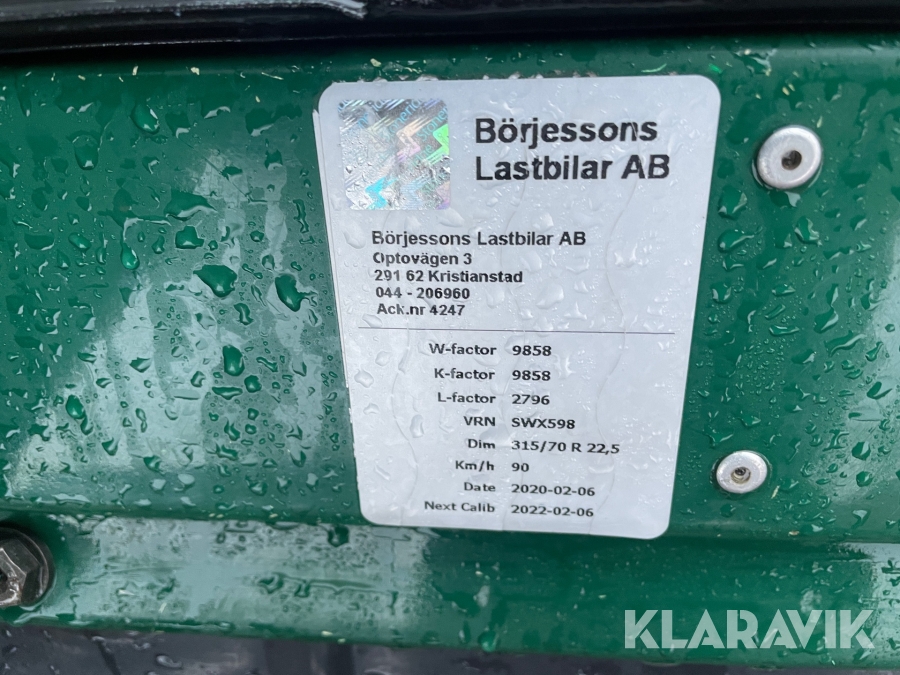 Börjessons
Lastbilar AB
Börjessons Lastbilar AB
Optovägen 3
291 62 Kristianstad
044 - 206960
Ack.nr 4247
W-factor 9858
K-factor 9858
L-factor 2796
VRN SWX598
Dim 315/70 R 22,5
Km/h 90
Date 2020-02-06
Next Calib 2022-02-06
KLARAVIK